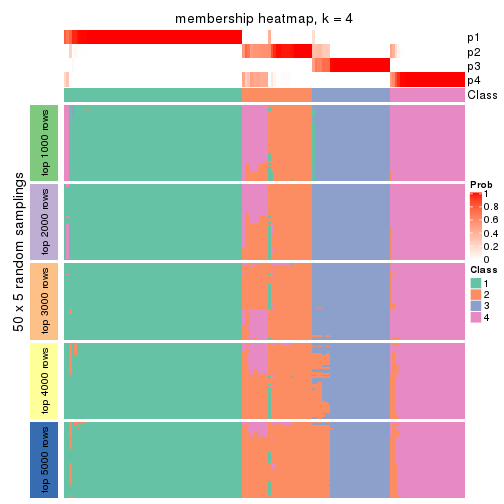 membership heatmap, k = 4
p1
p2
p3
p4
Class
50 x 5 random samplings
top 1000 rows
top 2000 rows
top 3000 rows
top 4000 rows
top 5000 rows
Prob
1
0.8
0.6
0.4
0.2
0
Class
1
2
3
4